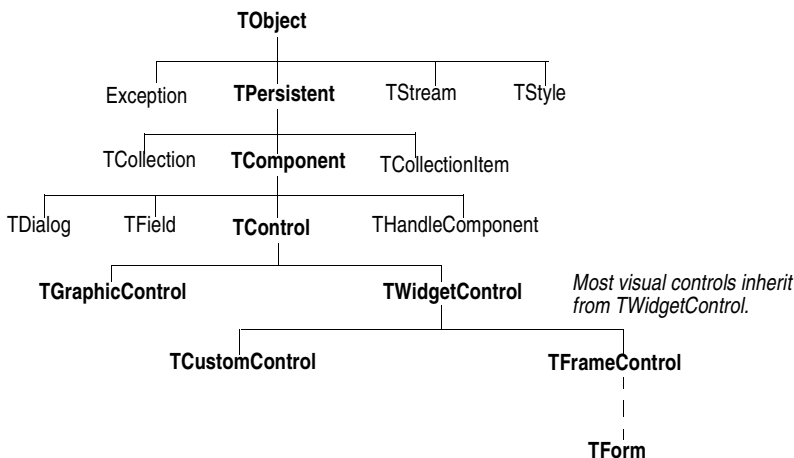 TObject
Exception TPersistent TStream TStyle
TCollection TComponent TCollectionItem
TDialog TField TControl THandleComponent
TGraphicControl TWidgetControl
Most visual controls inherit
from TWidgetControl.
TCustomControl TFrameControl
TForm